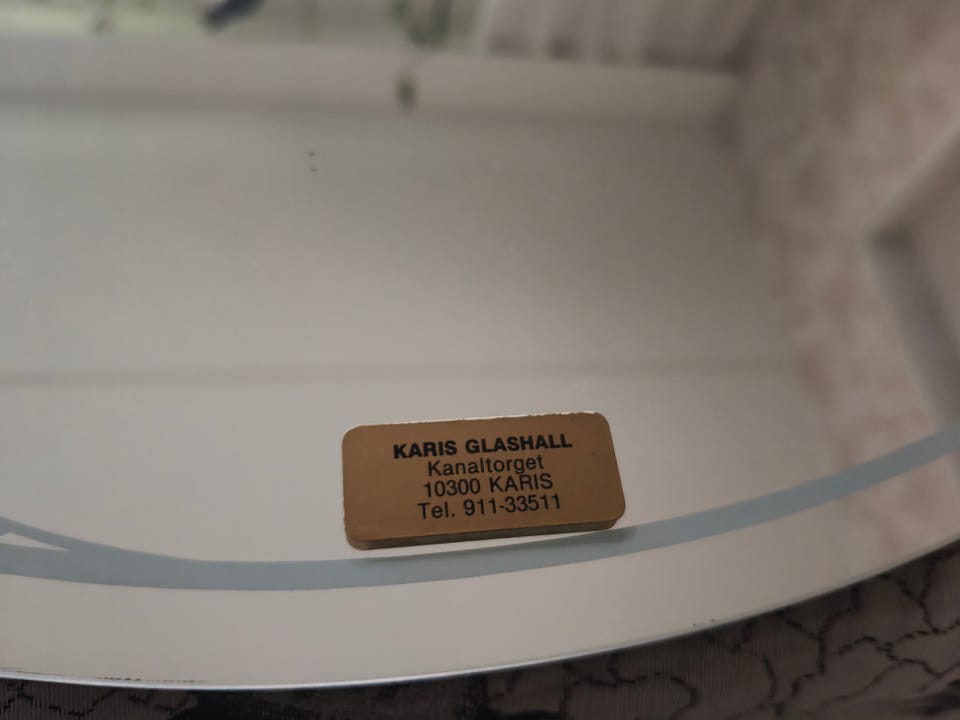 KARIS GLASHALL
Kanaltorget
10300 KARIS
Tel. 911-33511